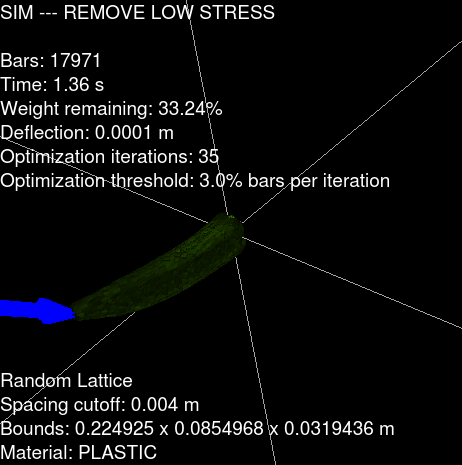 SIM --- REMOVE LOW STRESS
Bars: 17971
Time: 1.36 s
Weight remaining: 33.24%
Deflection: 0.0001 m
Optimization iterations: 35
Optimization threshold: 3.0% bars per iteration
Random Lattice
Spacing cutoff: 0.004 m
Bounds: 0.224925 x 0.0854968 x 0.0319436 m
Material: PLASTIC